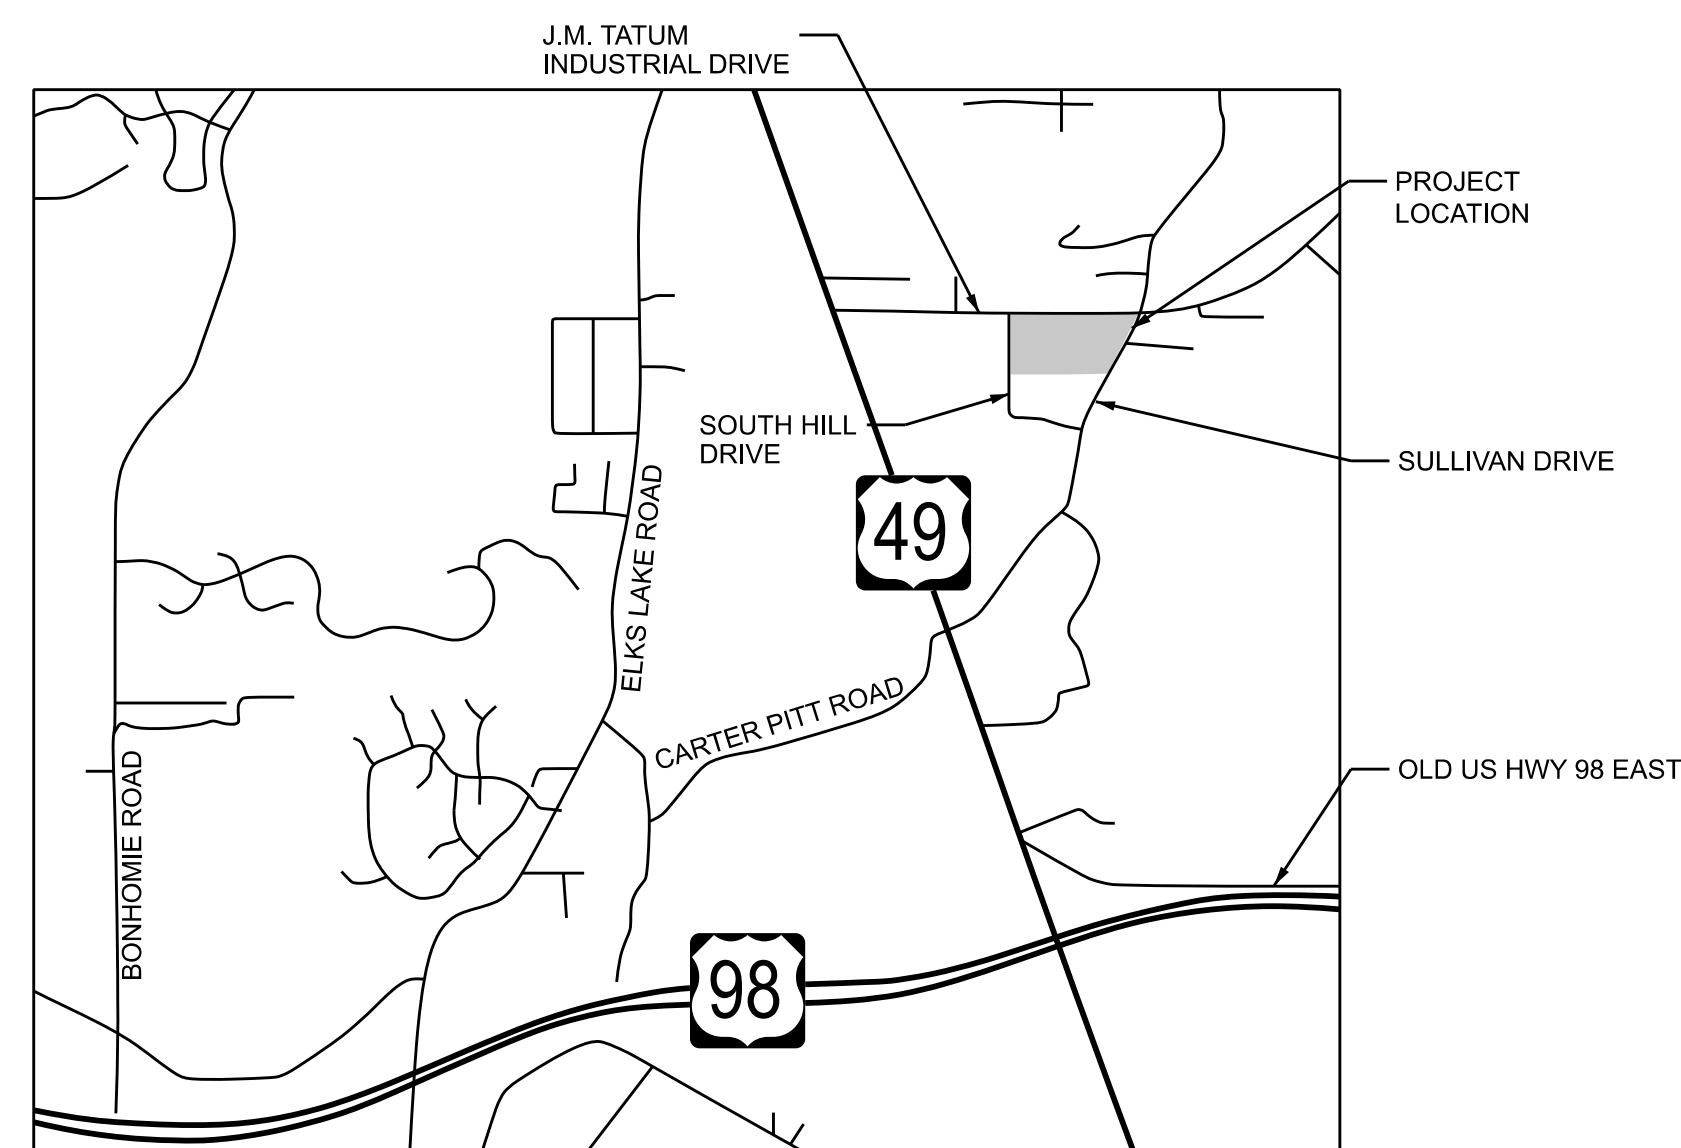 J.M. TATUM
INDUSTRIAL DRIVE
PROJECT
LOCATION
SOUTH HILL
DRIVE
SULLIVAN DRIVE
49
ELKS LAKE ROAD
CARTER PITT ROAD
OLD US HWY 98 EAST
BONHOMIE ROAD
98